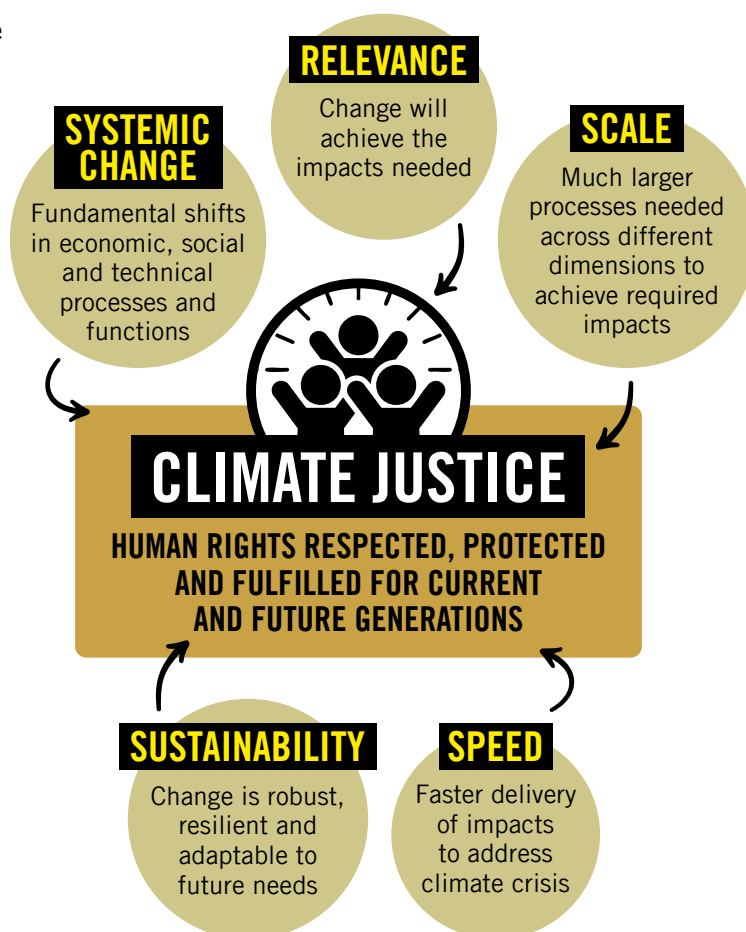 e
RELEVANCE
Change will
achieve the
impacts needed
SYSTEMIC
CHANGE
Fundamental shifts
in economic, social
and technical
processes and
functions
SCALE
Much larger
processes needed
across different
dimensions to
achieve required
impacts
CLIMATE JUSTICE
HUMAN RIGHTS RESPECTED, PROTECTED
AND FULFILLED FOR CURRENT
AND FUTURE GENERATIONS
SUSTAINABILITY
Change is robust,
resilient and
adaptable to
future needs
SPEED
Faster delivery
of impacts
to address
climate crisis